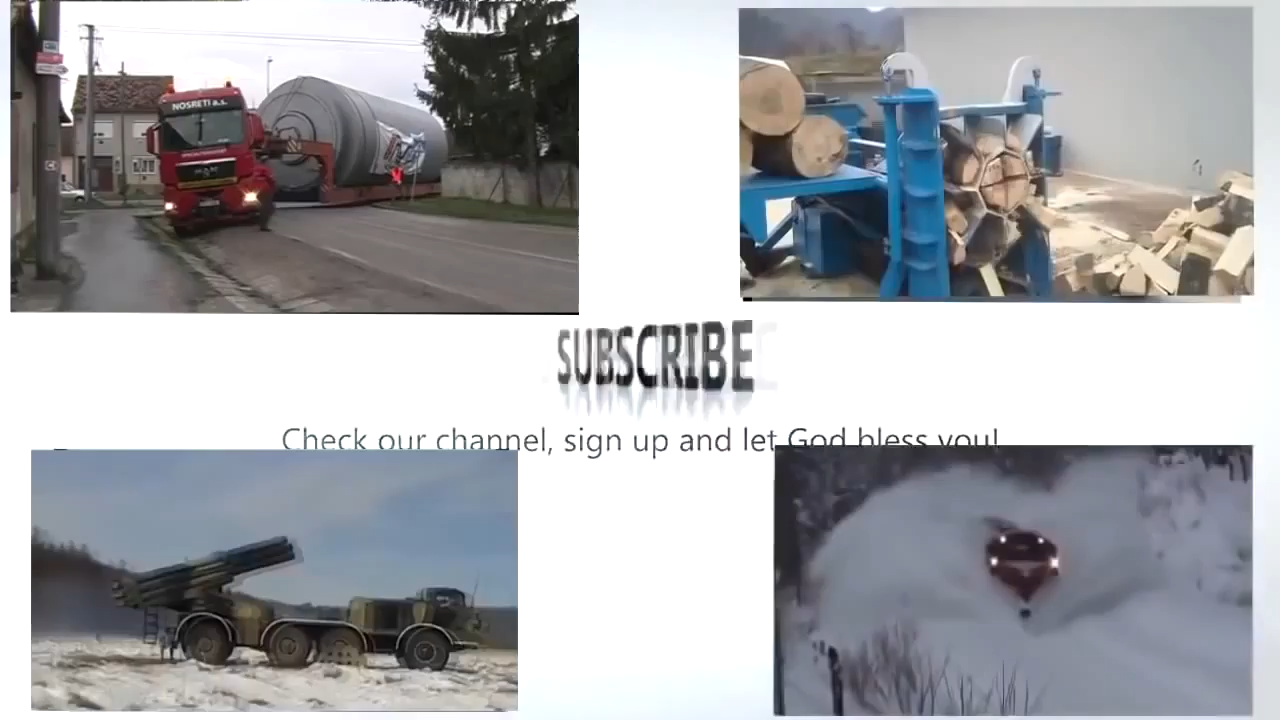 NOSRETI a.s.
SUBSCRIBE
Check our channel, sign up and let God bless you!